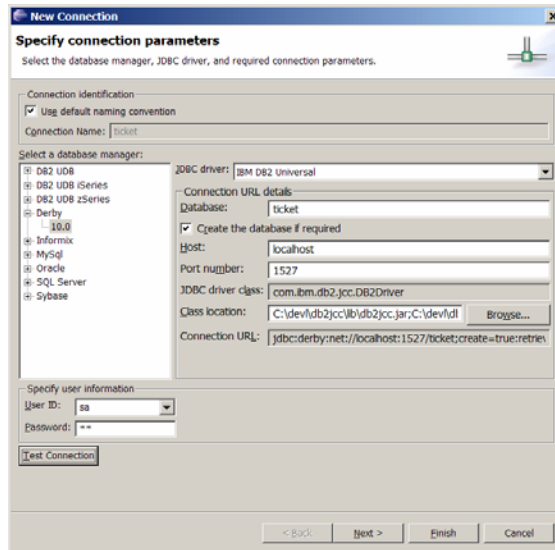 New Connection
Specify connection parameters
Select the database manager, JDBC driver, and required connection parameters.
Connection identification
Use default naming convention
Connection Name: ticket
Select a database manager:
DB2 UDB
DB2 UDB iSeries
DB2 UDB zSeries
Derby
10.0
Informix
MySql
Oracle
SQL Server
Sybase
JDBC driver: IBM DB2 Universal
Connection URL details
Database: ticket
Create the database if required
Host: localhost
Port number: 1527
JDBC driver class: com.ibm.db2.jcc.DB2Driver
Class location: C:\devl\db2jcc\lib\db2jcc.jar;C:\devl\dl Browse...
Connection URL: jdbc:derby:net://localhost:1527/ticket;create=true:retriev
Specify user information
User ID: sa
Password: **
Test Connection
< Back Next > Finish Cancel